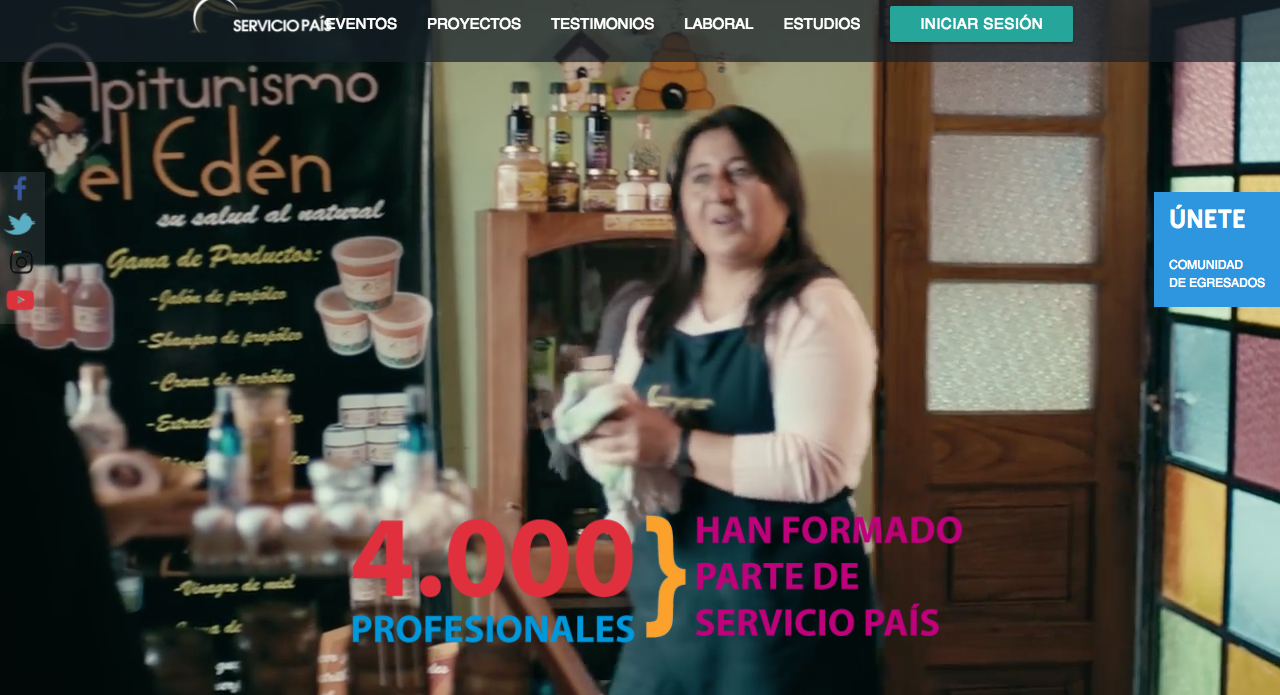 SERVICIO PAÍS
EVENTOS
PROYECTOS
TESTIMONIOS
LABORAL
ESTUDIOS
INICIAR SESIÓN
Apiturismo
el Edén
su salud al natural
Gama de Productos:
-Jabón de propóleo
-Shampoo de propóleo
-Crema de propóleo
-Vinagre de miel
ÚNETE
COMUNIDAD
DE EGRESADOS
4.000
PROFESIONALES
HAN FORMADO
PARTE DE
SERVICIO PAÍS